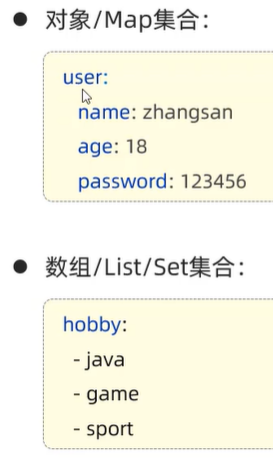 ● 对象/Map集合：
user:
name: zhangsan
age: 18
password: 123456
● 数组/List/Set集合：
hobby:
- java
- game
- sport